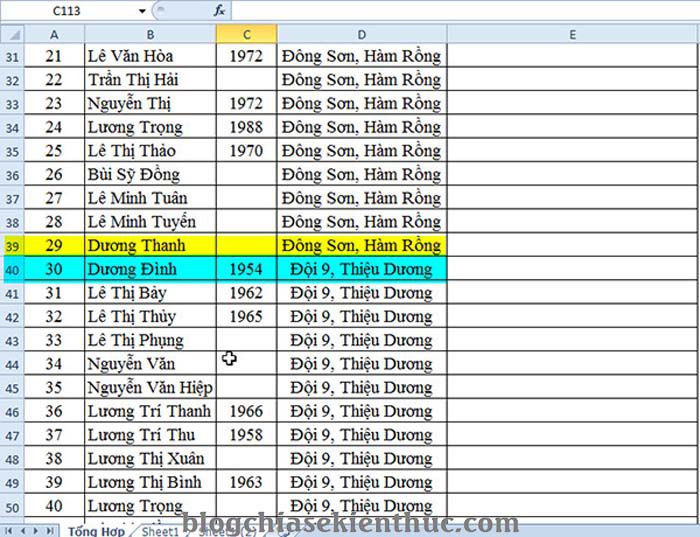 C113 fx
A B C D E
31 21 Lê Văn Hòa 1972 Đông Sơn, Hàm Rồng
32 22 Trần Thị Hải Đông Sơn, Hàm Rồng
33 23 Nguyễn Thị 1972 Đông Sơn, Hàm Rồng
34 24 Lương Trọng 1988 Đông Sơn, Hàm Rồng
35 25 Lê Thị Thảo 1970 Đông Sơn, Hàm Rồng
36 26 Bùi Sỹ Đồng Đông Sơn, Hàm Rồng
37 27 Lê Minh Tuân Đông Sơn, Hàm Rồng
38 28 Lê Minh Tuyến Đông Sơn, Hàm Rồng
39 29 Dương Thanh Đông Sơn, Hàm Rồng
40 30 Dương Đình 1954 Đội 9, Thiệu Dương
41 31 Lê Thị Bảy 1962 Đội 9, Thiệu Dương
42 32 Lê Thị Thủy 1965 Đội 9, Thiệu Dương
43 33 Lê Thị Phụng Đội 9, Thiệu Dương
44 34 Nguyễn Văn Đội 9, Thiệu Dương
45 35 Nguyễn Văn Hiệp Đội 9, Thiệu Dương
46 36 Lương Trí Thanh 1966 Đội 9, Thiệu Dương
47 37 Lương Trí Thu 1958 Đội 9, Thiệu Dương
48 38 Lương Thị Xuân Đội 9, Thiệu Dương
49 39 Lương Thị Bình 1963 Đội 9, Thiệu Dương
50 40 Lương Trọng Đội 9, Thiệu Dương
blogchiasekienthuc.com
Tổng Hợp Sheet1 (2)